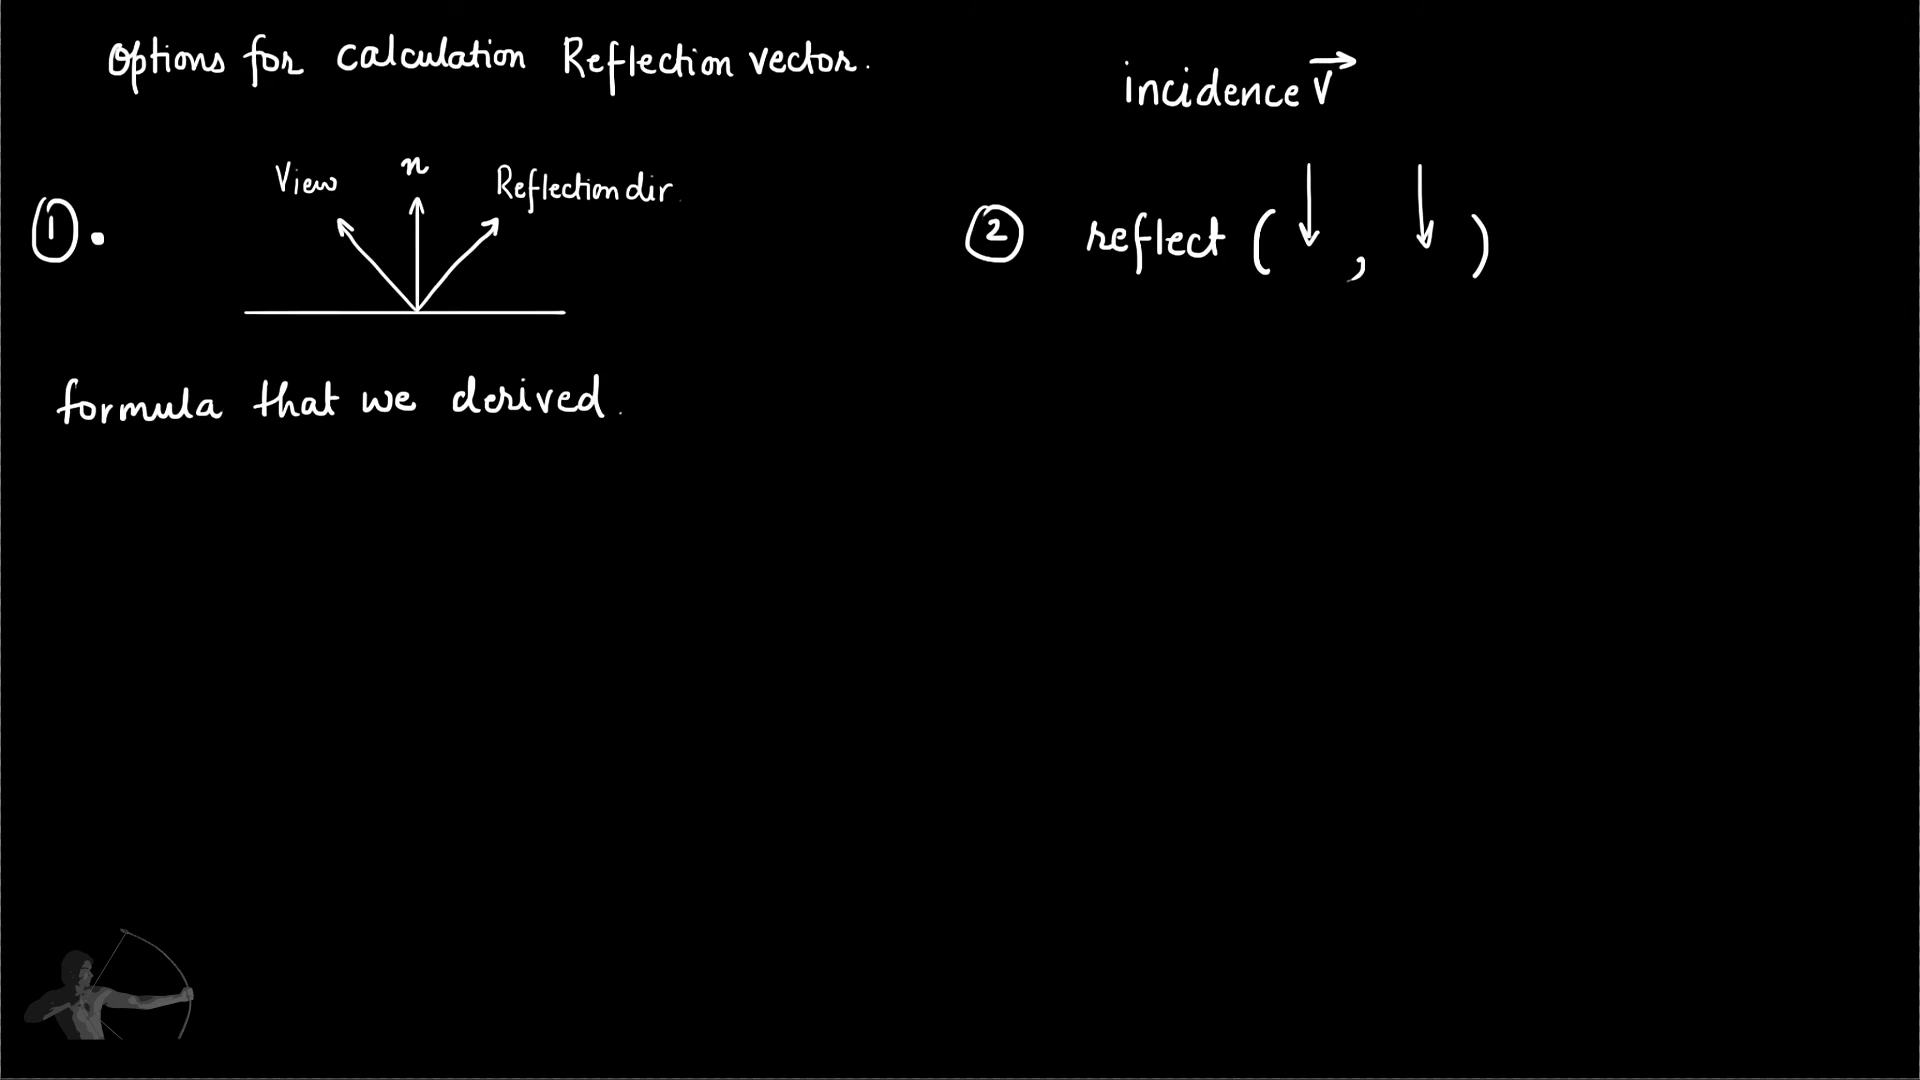 Options for calculation Reflection vector.
①.
View
n
Reflection dir.
formula that we derived.
incidence v
② reflect ( , )